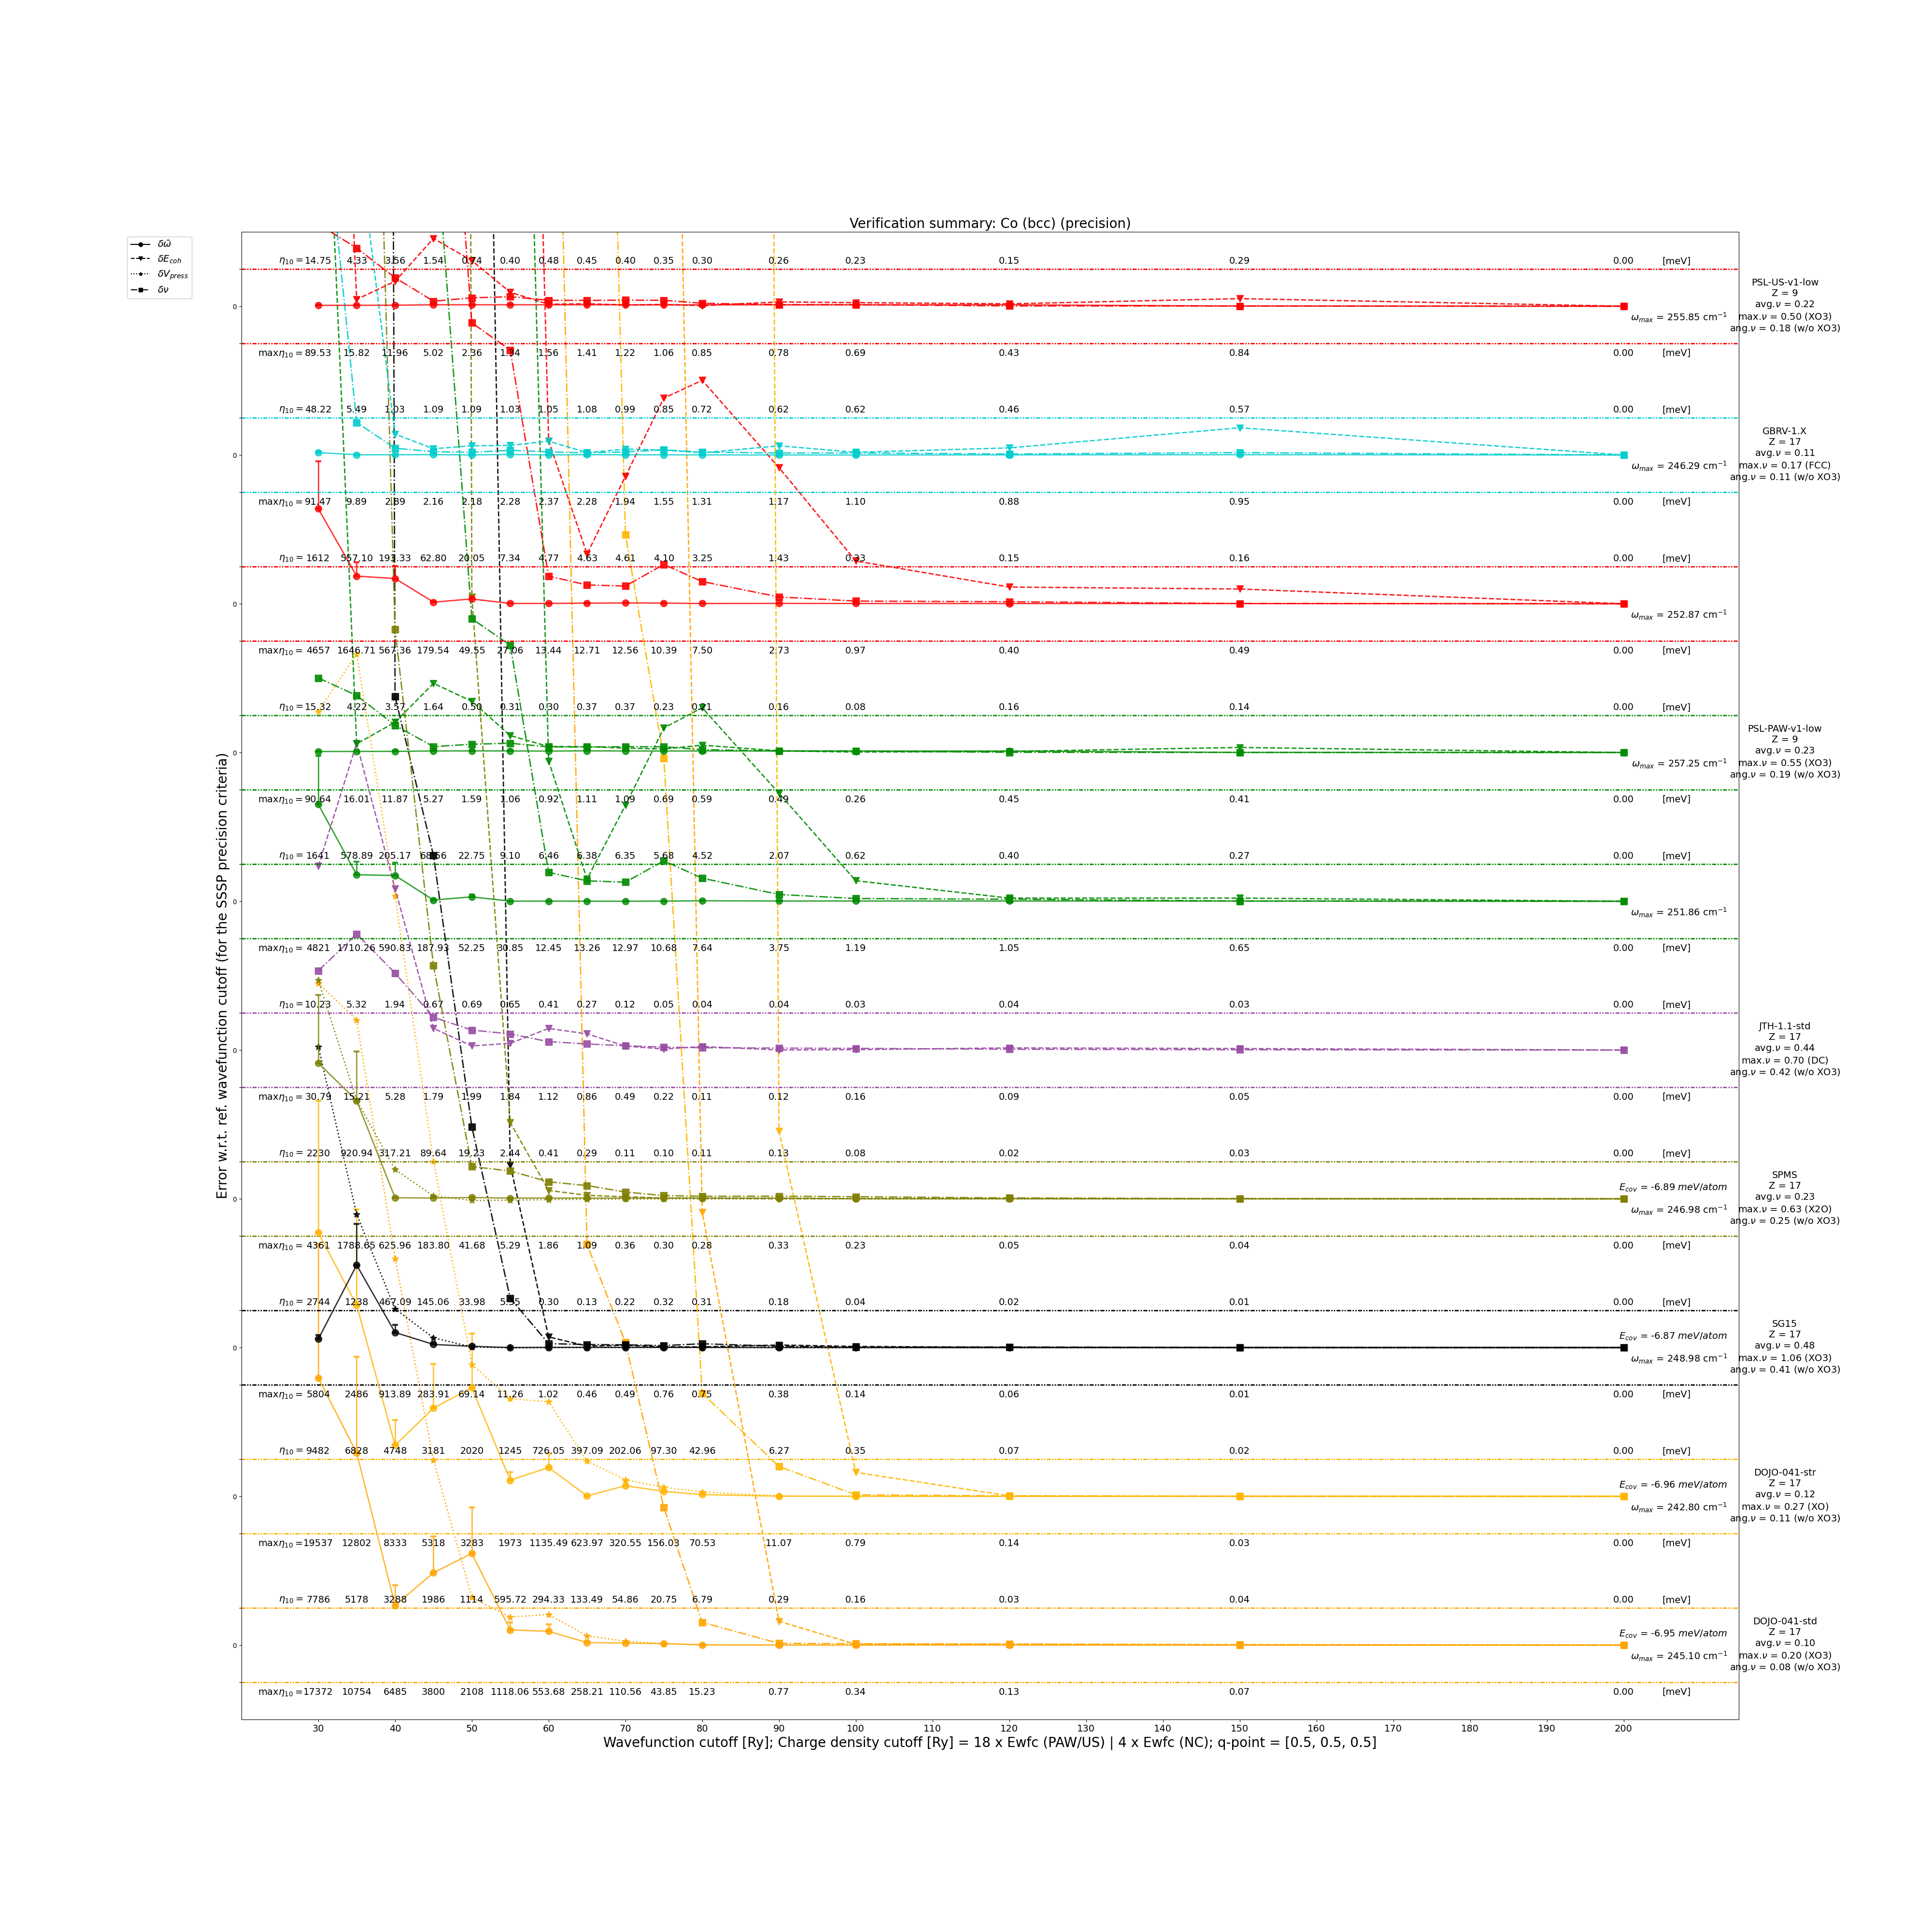 Verification summary: Co (bcc) (precision)
δω̄
δE_coh
δV_press
δν
Error w.r.t. ref. wavefunction cutoff (for the SSSP precision criteria)
η₁₀ = 14.75 4.33 3.56 1.54 0.74 0.40 0.48 0.45 0.40 0.35 0.30 0.26 0.23 0.15 0.29 0.00 [meV]
0
ω_max = 255.85 cm⁻¹
maxη₁₀ = 89.53 15.82 11.96 5.02 2.36 1.94 1.56 1.41 1.22 1.06 0.85 0.78 0.69 0.43 0.84 0.00 [meV]
PSL-US-v1-low
Z = 9
avg.ν = 0.22
max.ν = 0.50 (XO3)
ang.ν = 0.18 (w/o XO3)
η₁₀ = 48.22 5.49 1.03 1.09 1.09 1.03 1.05 1.08 0.99 0.85 0.72 0.62 0.62 0.46 0.57 0.00 [meV]
0
ω_max = 246.29 cm⁻¹
maxη₁₀ = 91.47 9.89 2.89 2.16 2.18 2.28 2.37 2.28 1.94 1.55 1.31 1.17 1.10 0.88 0.95 0.00 [meV]
GBRV-1.X
Z = 17
avg.ν = 0.11
max.ν = 0.17 (FCC)
ang.ν = 0.11 (w/o XO3)
η₁₀ = 1612 557.10 193.33 62.80 20.05 7.34 4.77 4.63 4.61 4.10 3.25 1.43 0.33 0.15 0.16 0.00 [meV]
0
ω_max = 252.87 cm⁻¹
maxη₁₀ = 4657 1646.71 567.36 179.54 49.55 27.06 13.44 12.71 12.56 10.39 7.50 2.73 0.97 0.40 0.49 0.00 [meV]
η₁₀ = 15.32 4.22 3.57 1.64 0.50 0.31 0.30 0.37 0.37 0.23 0.21 0.16 0.08 0.16 0.14 0.00 [meV]
0
ω_max = 257.25 cm⁻¹
maxη₁₀ = 90.64 16.01 11.87 5.27 1.59 1.06 0.92 1.11 1.09 0.69 0.59 0.49 0.26 0.45 0.41 0.00 [meV]
PSL-PAW-v1-low
Z = 9
avg.ν = 0.23
max.ν = 0.55 (XO3)
ang.ν = 0.19 (w/o XO3)
η₁₀ = 1641 578.89 205.17 68.56 22.75 9.10 6.46 6.38 6.35 5.68 4.52 2.07 0.62 0.40 0.27 0.00 [meV]
0
ω_max = 251.86 cm⁻¹
maxη₁₀ = 4821 1710.26 590.83 187.93 52.25 30.85 12.45 13.26 12.97 10.68 7.64 3.75 1.19 1.05 0.65 0.00 [meV]
η₁₀ = 10.23 5.32 1.94 0.67 0.69 0.65 0.41 0.27 0.12 0.05 0.04 0.04 0.03 0.04 0.03 0.00 [meV]
0
maxη₁₀ = 30.79 15.21 5.28 1.79 1.99 1.84 1.12 0.86 0.49 0.22 0.11 0.12 0.16 0.09 0.05 0.00 [meV]
JTH-1.1-std
Z = 17
avg.ν = 0.44
max.ν = 0.70 (DC)
ang.ν = 0.42 (w/o XO3)
η₁₀ = 2230 920.94 317.21 89.64 19.23 2.44 0.41 0.29 0.11 0.10 0.11 0.13 0.08 0.02 0.03 0.00 [meV]
E_cov = -6.89 meV/atom
0
ω_max = 246.98 cm⁻¹
maxη₁₀ = 4361 1788.65 625.96 183.80 41.68 5.29 1.86 1.09 0.36 0.30 0.28 0.33 0.23 0.05 0.04 0.00 [meV]
SPMS
Z = 17
avg.ν = 0.23
max.ν = 0.63 (X2O)
ang.ν = 0.25 (w/o XO3)
η₁₀ = 2744 1238 467.09 145.06 33.98 5.55 0.30 0.13 0.22 0.32 0.31 0.18 0.04 0.02 0.01 0.00 [meV]
E_cov = -6.87 meV/atom
0
ω_max = 248.98 cm⁻¹
maxη₁₀ = 5804 2486 913.89 283.91 69.14 11.26 1.02 0.46 0.49 0.76 0.75 0.38 0.14 0.06 0.01 0.00 [meV]
SG15
Z = 17
avg.ν = 0.48
max.ν = 1.06 (XO3)
ang.ν = 0.41 (w/o XO3)
η₁₀ = 9482 6828 4748 3181 2020 1245 726.05 397.09 202.06 97.30 42.96 6.27 0.35 0.07 0.02 0.00 [meV]
E_cov = -6.96 meV/atom
0
ω_max = 242.80 cm⁻¹
maxη₁₀ = 19537 12802 8333 5318 3283 1973 1135.49 623.97 320.55 156.03 70.53 11.07 0.79 0.14 0.03 0.00 [meV]
DOJO-041-str
Z = 17
avg.ν = 0.12
max.ν = 0.27 (XO)
ang.ν = 0.11 (w/o XO3)
η₁₀ = 7786 5178 3288 1986 1114 595.72 294.33 133.49 54.86 20.75 6.79 0.29 0.16 0.03 0.04 0.00 [meV]
E_cov = -6.95 meV/atom
0
ω_max = 245.10 cm⁻¹
maxη₁₀ = 17372 10754 6485 3800 2108 1118.06 553.68 258.21 110.56 43.85 15.23 0.77 0.34 0.13 0.07 0.00 [meV]
DOJO-041-std
Z = 17
avg.ν = 0.10
max.ν = 0.20 (XO3)
ang.ν = 0.08 (w/o XO3)
30 40 50 60 70 80 90 100 110 120 130 140 150 160 170 180 190 200
Wavefunction cutoff [Ry]; Charge density cutoff [Ry] = 18 x Ewfc (PAW/US) | 4 x Ewfc (NC); q-point = [0.5, 0.5, 0.5]